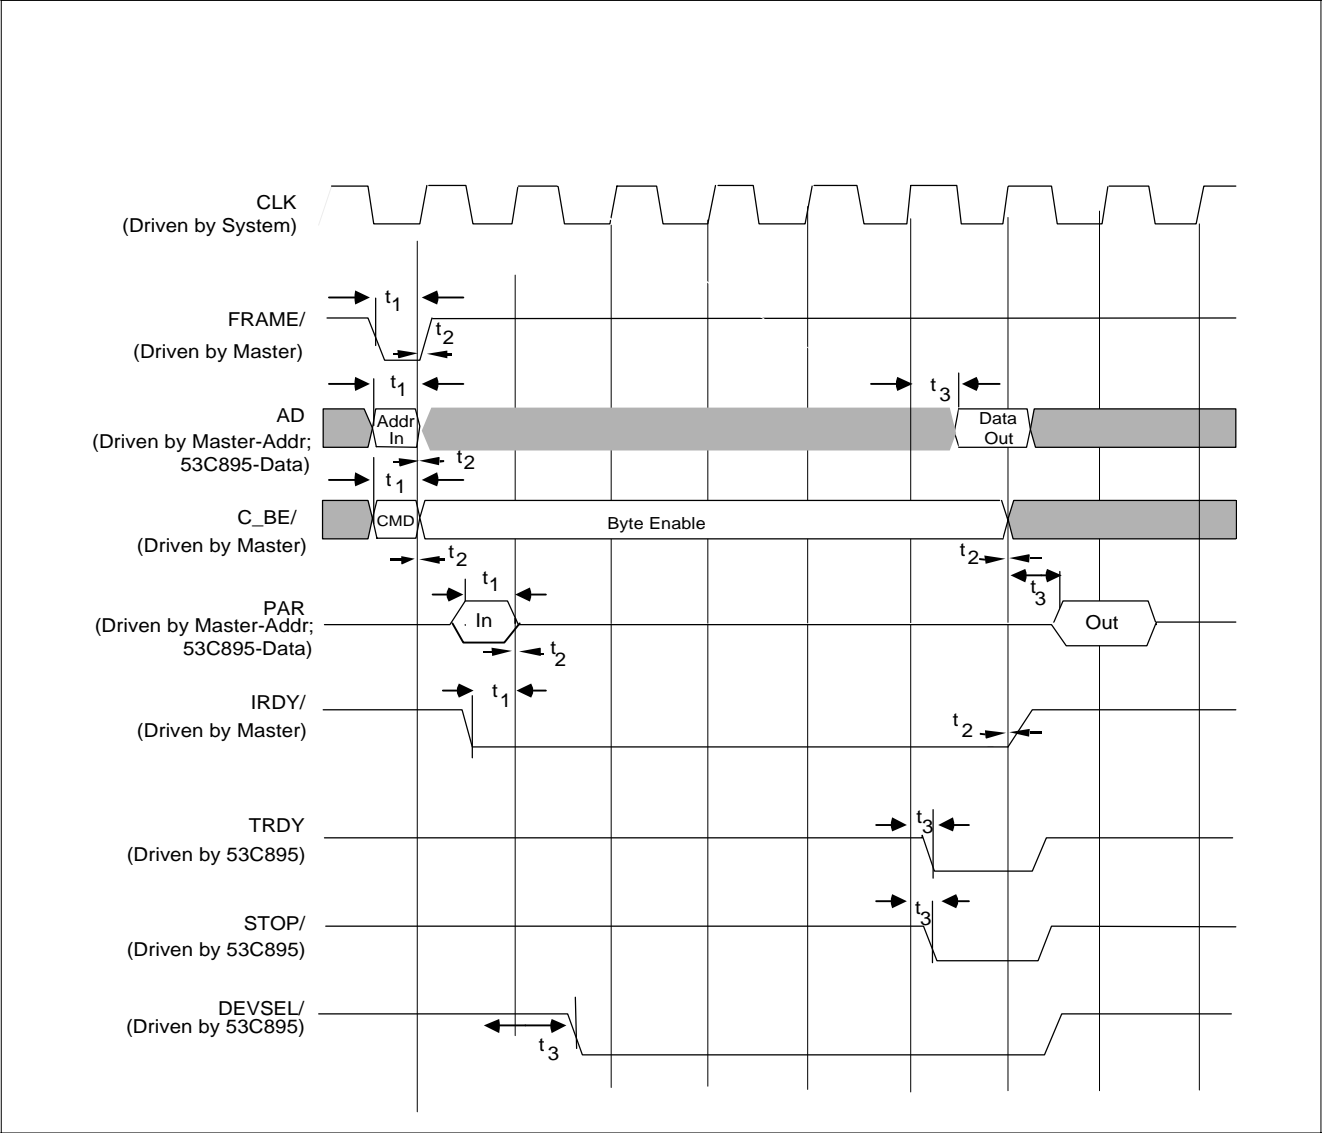 CLK
(Driven by System)
t1
FRAME/
t2
(Driven by Master)
t1
t3
AD
Addr
In
Data
Out
(Driven by Master-Addr;
53C895-Data)
t2
t1
C_BE/
CMD
Byte Enable
(Driven by Master)
t2
t2
t1
t3
PAR
In
Out
(Driven by Master-Addr;
53C895-Data)
t2
t1
IRDY/
(Driven by Master)
t2
t3
TRDY
(Driven by 53C895)
t3
STOP/
(Driven by 53C895)
DEVSEL/
(Driven by 53C895)
t3